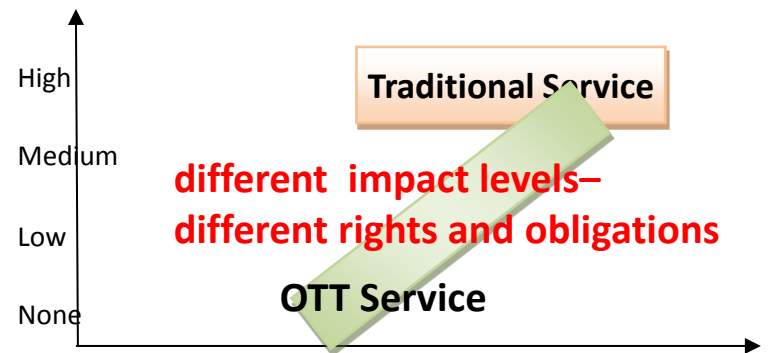 High
Traditional Service
Medium
different impact levels–
different rights and obligations
Low
OTT Service
None